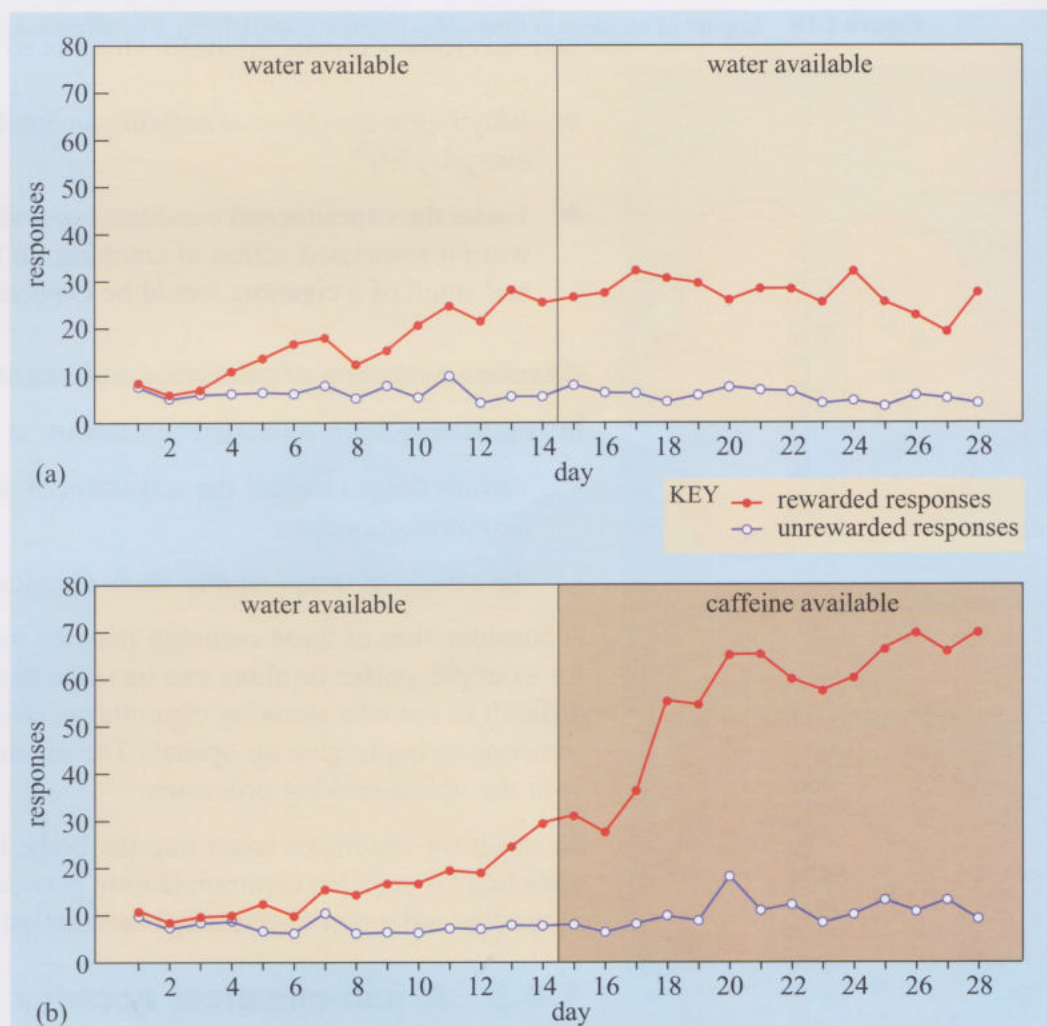 80
70
60
50
40
30
20
10
0
responses
water available
water available
2 4 6 8 10 12 14 16 18 20 22 24 26 28
day
(a)
KEY
rewarded responses
unrewarded responses
80
70
60
50
40
30
20
10
0
responses
water available
caffeine available
2 4 6 8 10 12 14 16 18 20 22 24 26 28
day
(b)